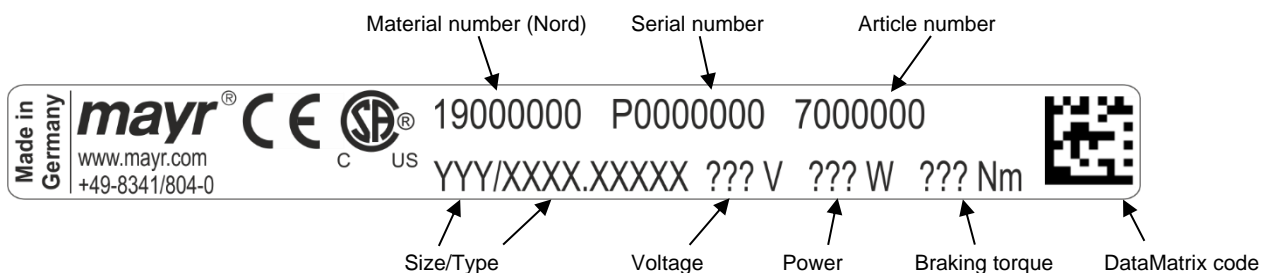 Material number (Nord) Serial number Article number
Made in
Germany
mayr®
www.mayr.com
+49-8341/804-0
CE
SA®
C US
19000000 P0000000 7000000
YYY/XXXX.XXXXX ??? V ??? W ??? Nm
Size/Type Voltage Power Braking torque DataMatrix code